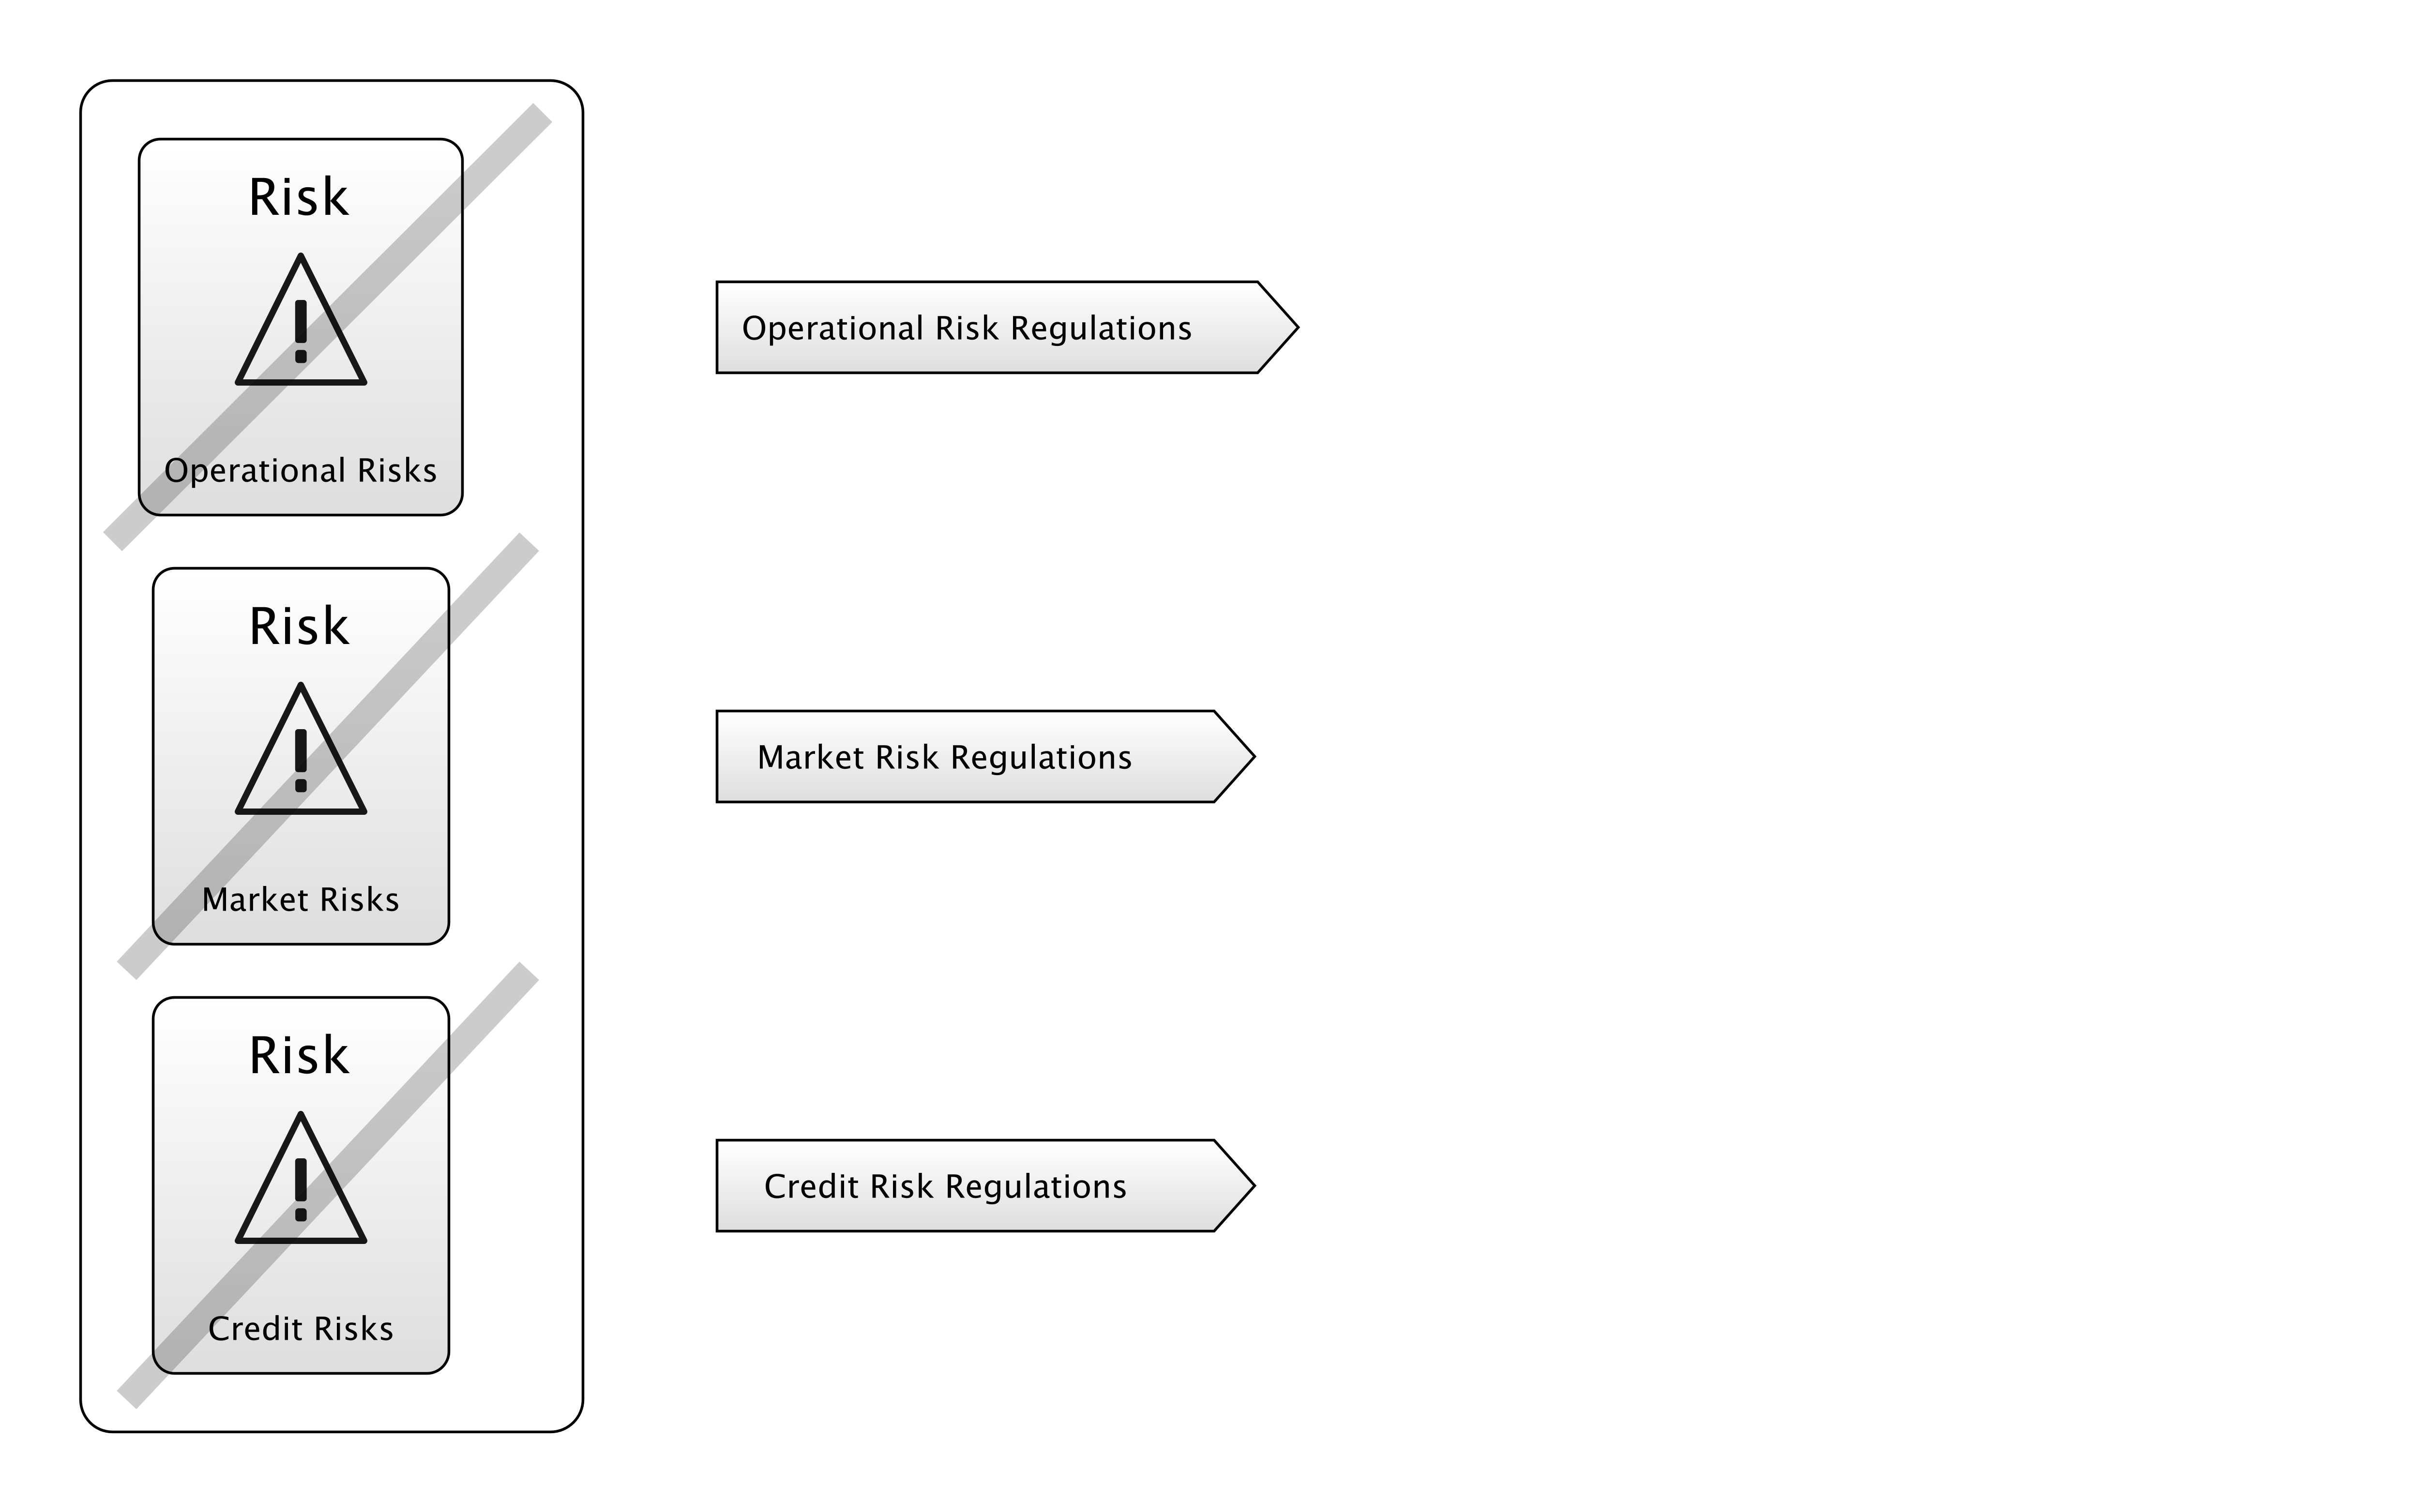 Risk
Operational Risks
Operational Risk Regulations
Risk
Market Risks
Market Risk Regulations
Risk
Credit Risks
Credit Risk Regulations